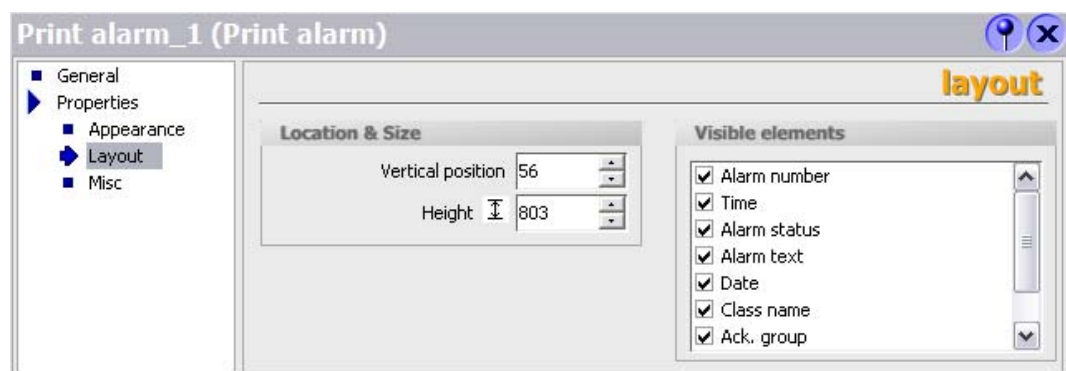 Print alarm_1 (Print alarm)
General
Properties
Appearance
Layout
Misc
layout
Location & Size
Vertical position 56
Height 803
Visible elements
Alarm number
Time
Alarm status
Alarm text
Date
Class name
Ack. group